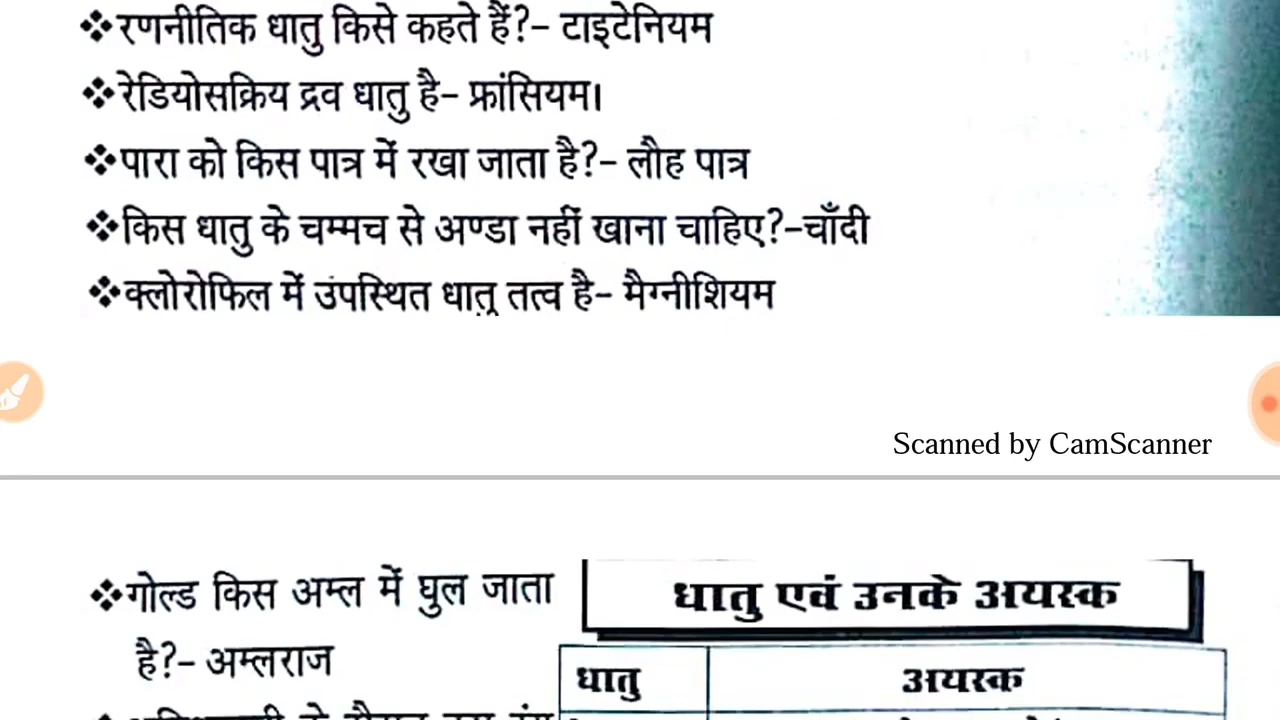 ❖रणनीतिक धातु किसे कहते हैं?– टाइटेनियम
❖रेडियोसक्रिय द्रव धातु है– फ्रांसियम।
❖पारा को किस पात्र में रखा जाता है?– लौह पात्र
❖किस धातु के चम्मच से अण्डा नहीं खाना चाहिए?–चाँदी
❖क्लोरोफिल में उंपस्थित धातु तत्व है– मैग्नीशियम
Scanned by CamScanner
❖गोल्ड किस अम्ल में घुल जाता
है?– अम्लराज
धातु एवं उनके अयस्क
धातु अयस्क